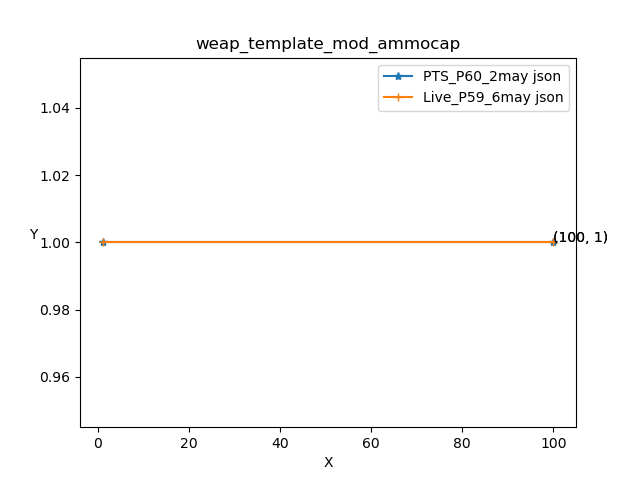 weap_template_mod_ammocap
PTS_P60_2may json
Live_P59_6may json
1.04
1.02
Y
1.00
(100, 1)
0.98
0.96
0
20
40
60
80
100
X